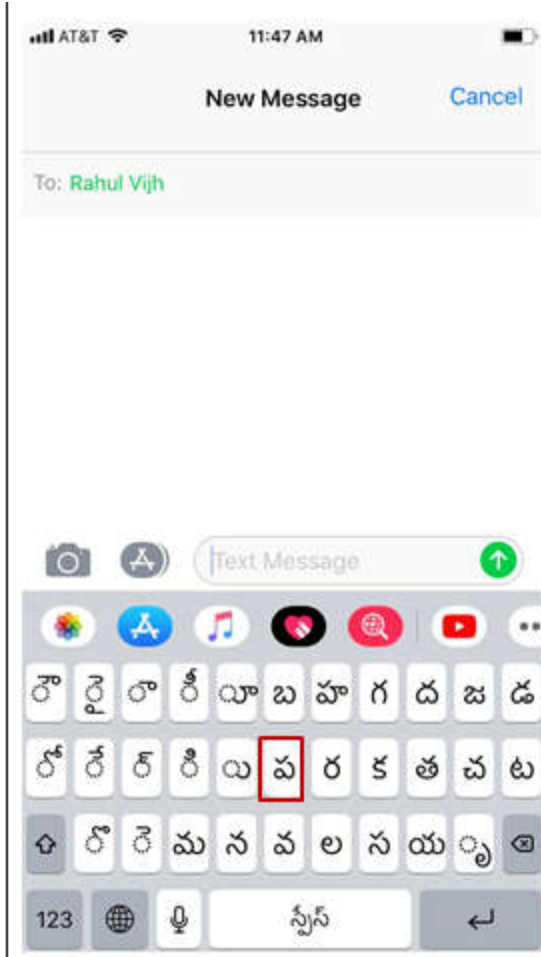 AT&T 11:47 AM
New Message Cancel
To: Rahul Vijh
Text Message
ౌ ై ా ీ ూ బ హ గ ద జ డ
ో ే ్ ి ు ప ర క త చ ట
ొ ె మ న వ ల స య ృ
123 స్పేస్